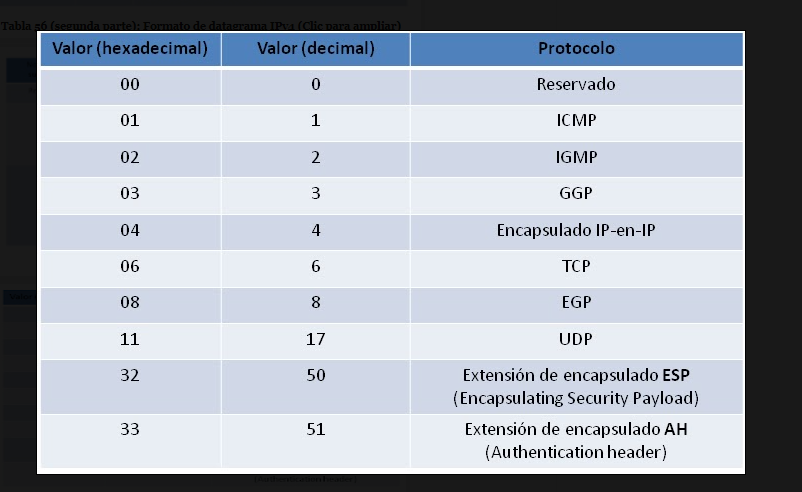 Tabla 56 (segunda parte): Formato de datagrama IPv4 (Clic para ampliar)
Valor (hexadecimal) Valor (decimal) Protocolo
00 0 Reservado
01 1 ICMP
02 2 IGMP
03 3 GGP
04 4 Encapsulado IP-en-IP
06 6 TCP
08 8 EGP
11 17 UDP
32 50 Extensión de encapsulado ESP
(Encapsulating Security Payload)
33 51 Extensión de encapsulado AH
(Authentication header)
(Authentication header)